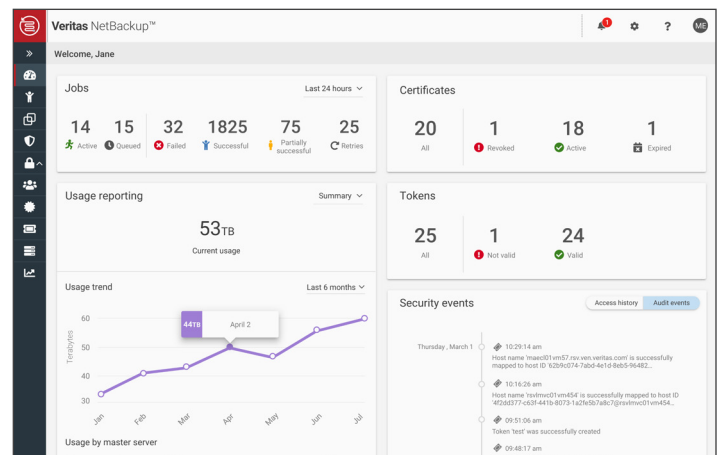 Veritas NetBackup™
1
?
ME
Welcome, Jane
Jobs
Last 24 hours
14
Active
15
Queued
32
Failed
1825
Successful
75
Partially
successful
25
Retries
Certificates
20
All
1
Revoked
18
Active
1
Expired
Usage reporting
Summary
53TB
Current usage
Tokens
25
All
1
Not valid
24
Valid
Usage trend
Last 6 months
60
50
40
30
Terabytes
44TB April 2
Jan Feb Mar Apr May Jun Jul
Usage by master server
Security events
Access history Audit events
Thursday , March 1
10:29:14 am
Host name 'maecl01vm57.rsv.ven.veritas.com' is successfully
mapped to host ID '62b9c074-7abd-4e1d-8eb5-96482...
10:16:26 am
Host name 'rsvlmvc01vm454' is successfully mapped to host ID
'4f2dd377-c63f-441b-8073-1a2fe5b7a8c7@rsvlmvc01vm454...
09:51:06 am
Token 'test' was successfully created
09:48:17 am